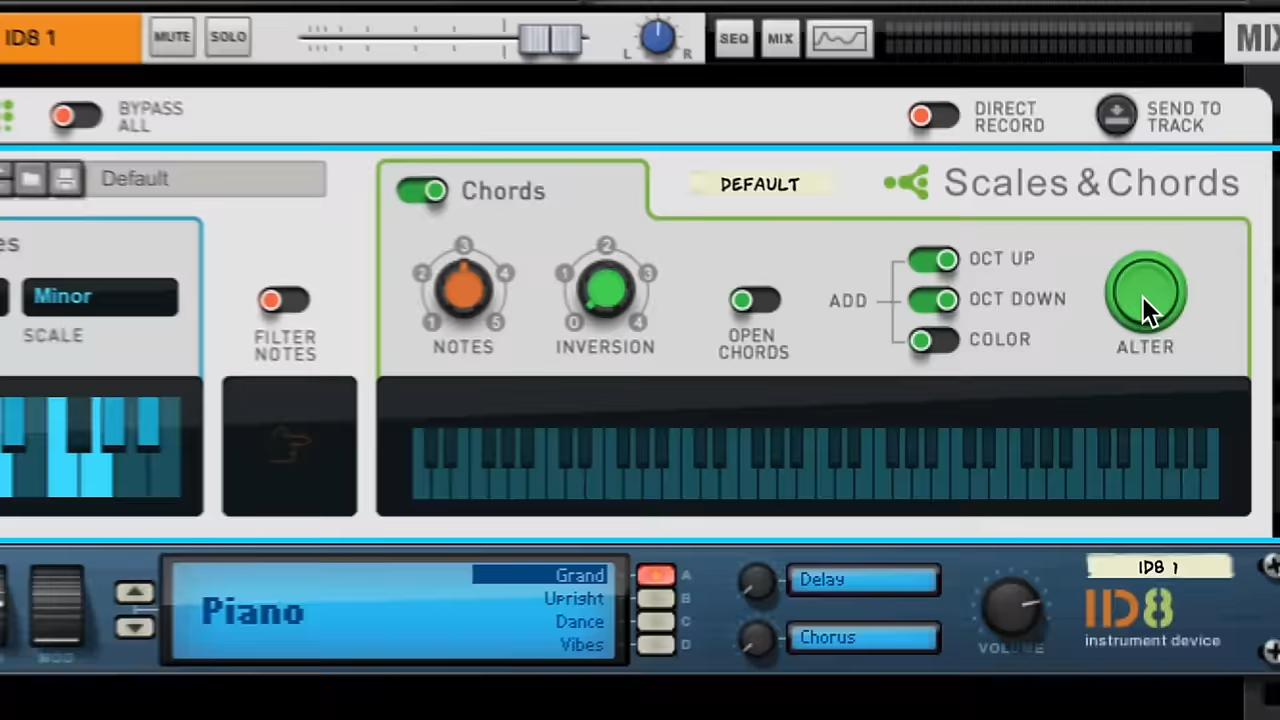 ID8 1
MUTE
SOLO
L
R
SEQ
MIX
BYPASS
ALL
DIRECT
RECORD
SEND TO
TRACK
Default
Chords
DEFAULT
Scales & Chords
Minor
SCALE
FILTER
NOTES
1
2
3
4
5
NOTES
0
1
2
3
4
INVERSION
OPEN
CHORDS
ADD
OCT UP
OCT DOWN
COLOR
ALTER
Piano
Grand
Upright
Dance
Vibes
A
B
C
D
Delay
Chorus
VOLUME
ID8 1
ID8
instrument device